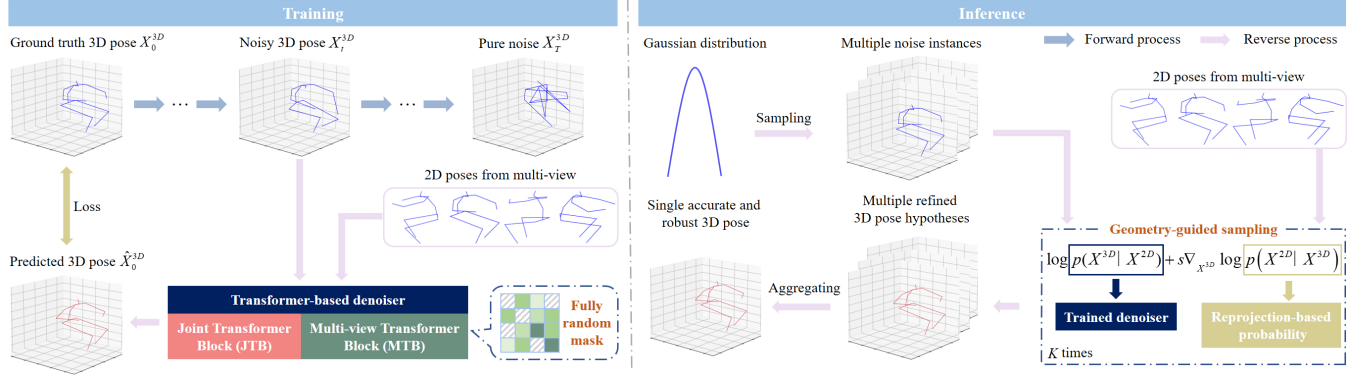 Training
Ground truth 3D pose $X_0^{3D}$
Noisy 3D pose $X_t^{3D}$
Pure noise $X_T^{3D}$
...
...
Loss
2D poses from multi-view
Predicted 3D pose $\hat{X}_0^{3D}$
Transformer-based denoiser
Joint Transformer
Block (JTB)
Multi-view Transformer
Block (MTB)
Fully
random
mask
Inference
Gaussian distribution
Multiple noise instances
Forward process
Reverse process
2D poses from multi-view
Sampling
Single accurate and
robust 3D pose
Multiple refined
3D pose hypotheses
Aggregating
Geometry-guided sampling
$\log p(X^{3D} | X^{2D}) + s\nabla_{X^{3D}} \log p(X^{2D} | X^{3D})$
Trained denoiser
Reprojection-based
probability
K times